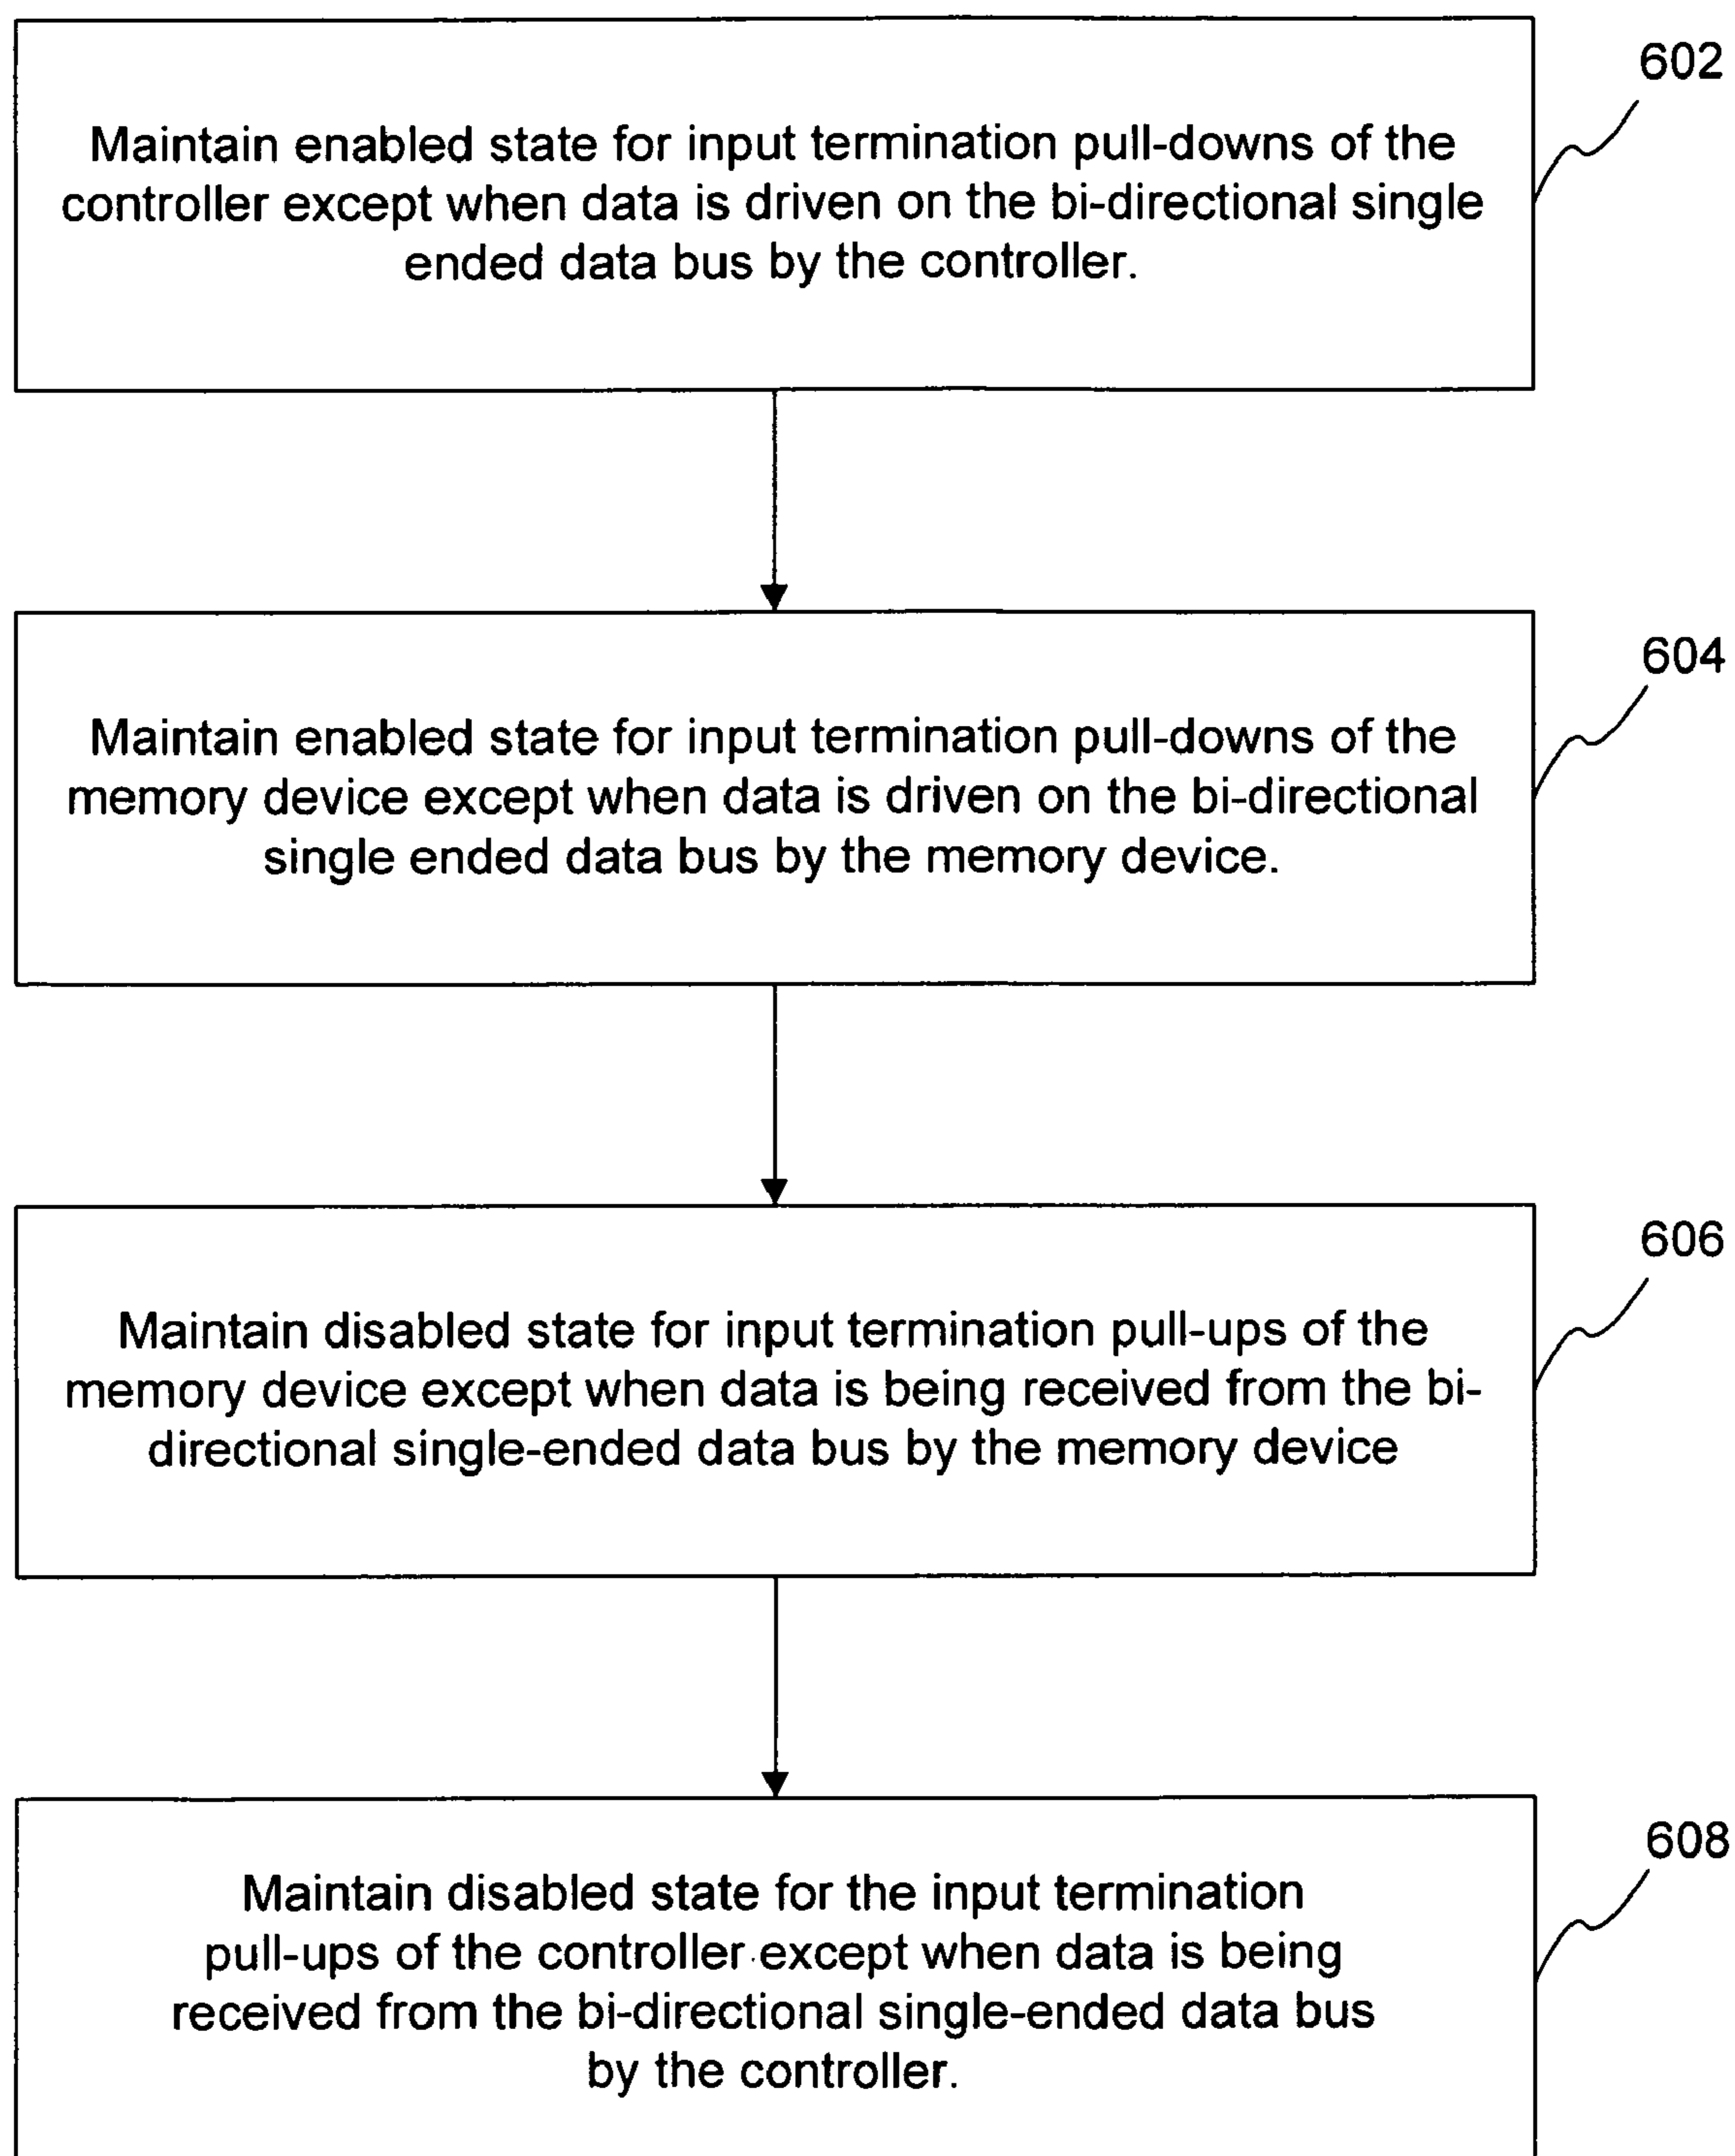 602
Maintain enabled state for input termination pull-downs of the
controller except when data is driven on the bi-directional single
ended data bus by the controller.
604
Maintain enabled state for input termination pull-downs of the
memory device except when data is driven on the bi-directional
single ended data bus by the memory device.
606
Maintain disabled state for input termination pull-ups of the
memory device except when data is being received from the bi-
directional single-ended data bus by the memory device
608
Maintain disabled state for the input termination
pull-ups of the controller except when data is being
received from the bi-directional single-ended data bus
by the controller.